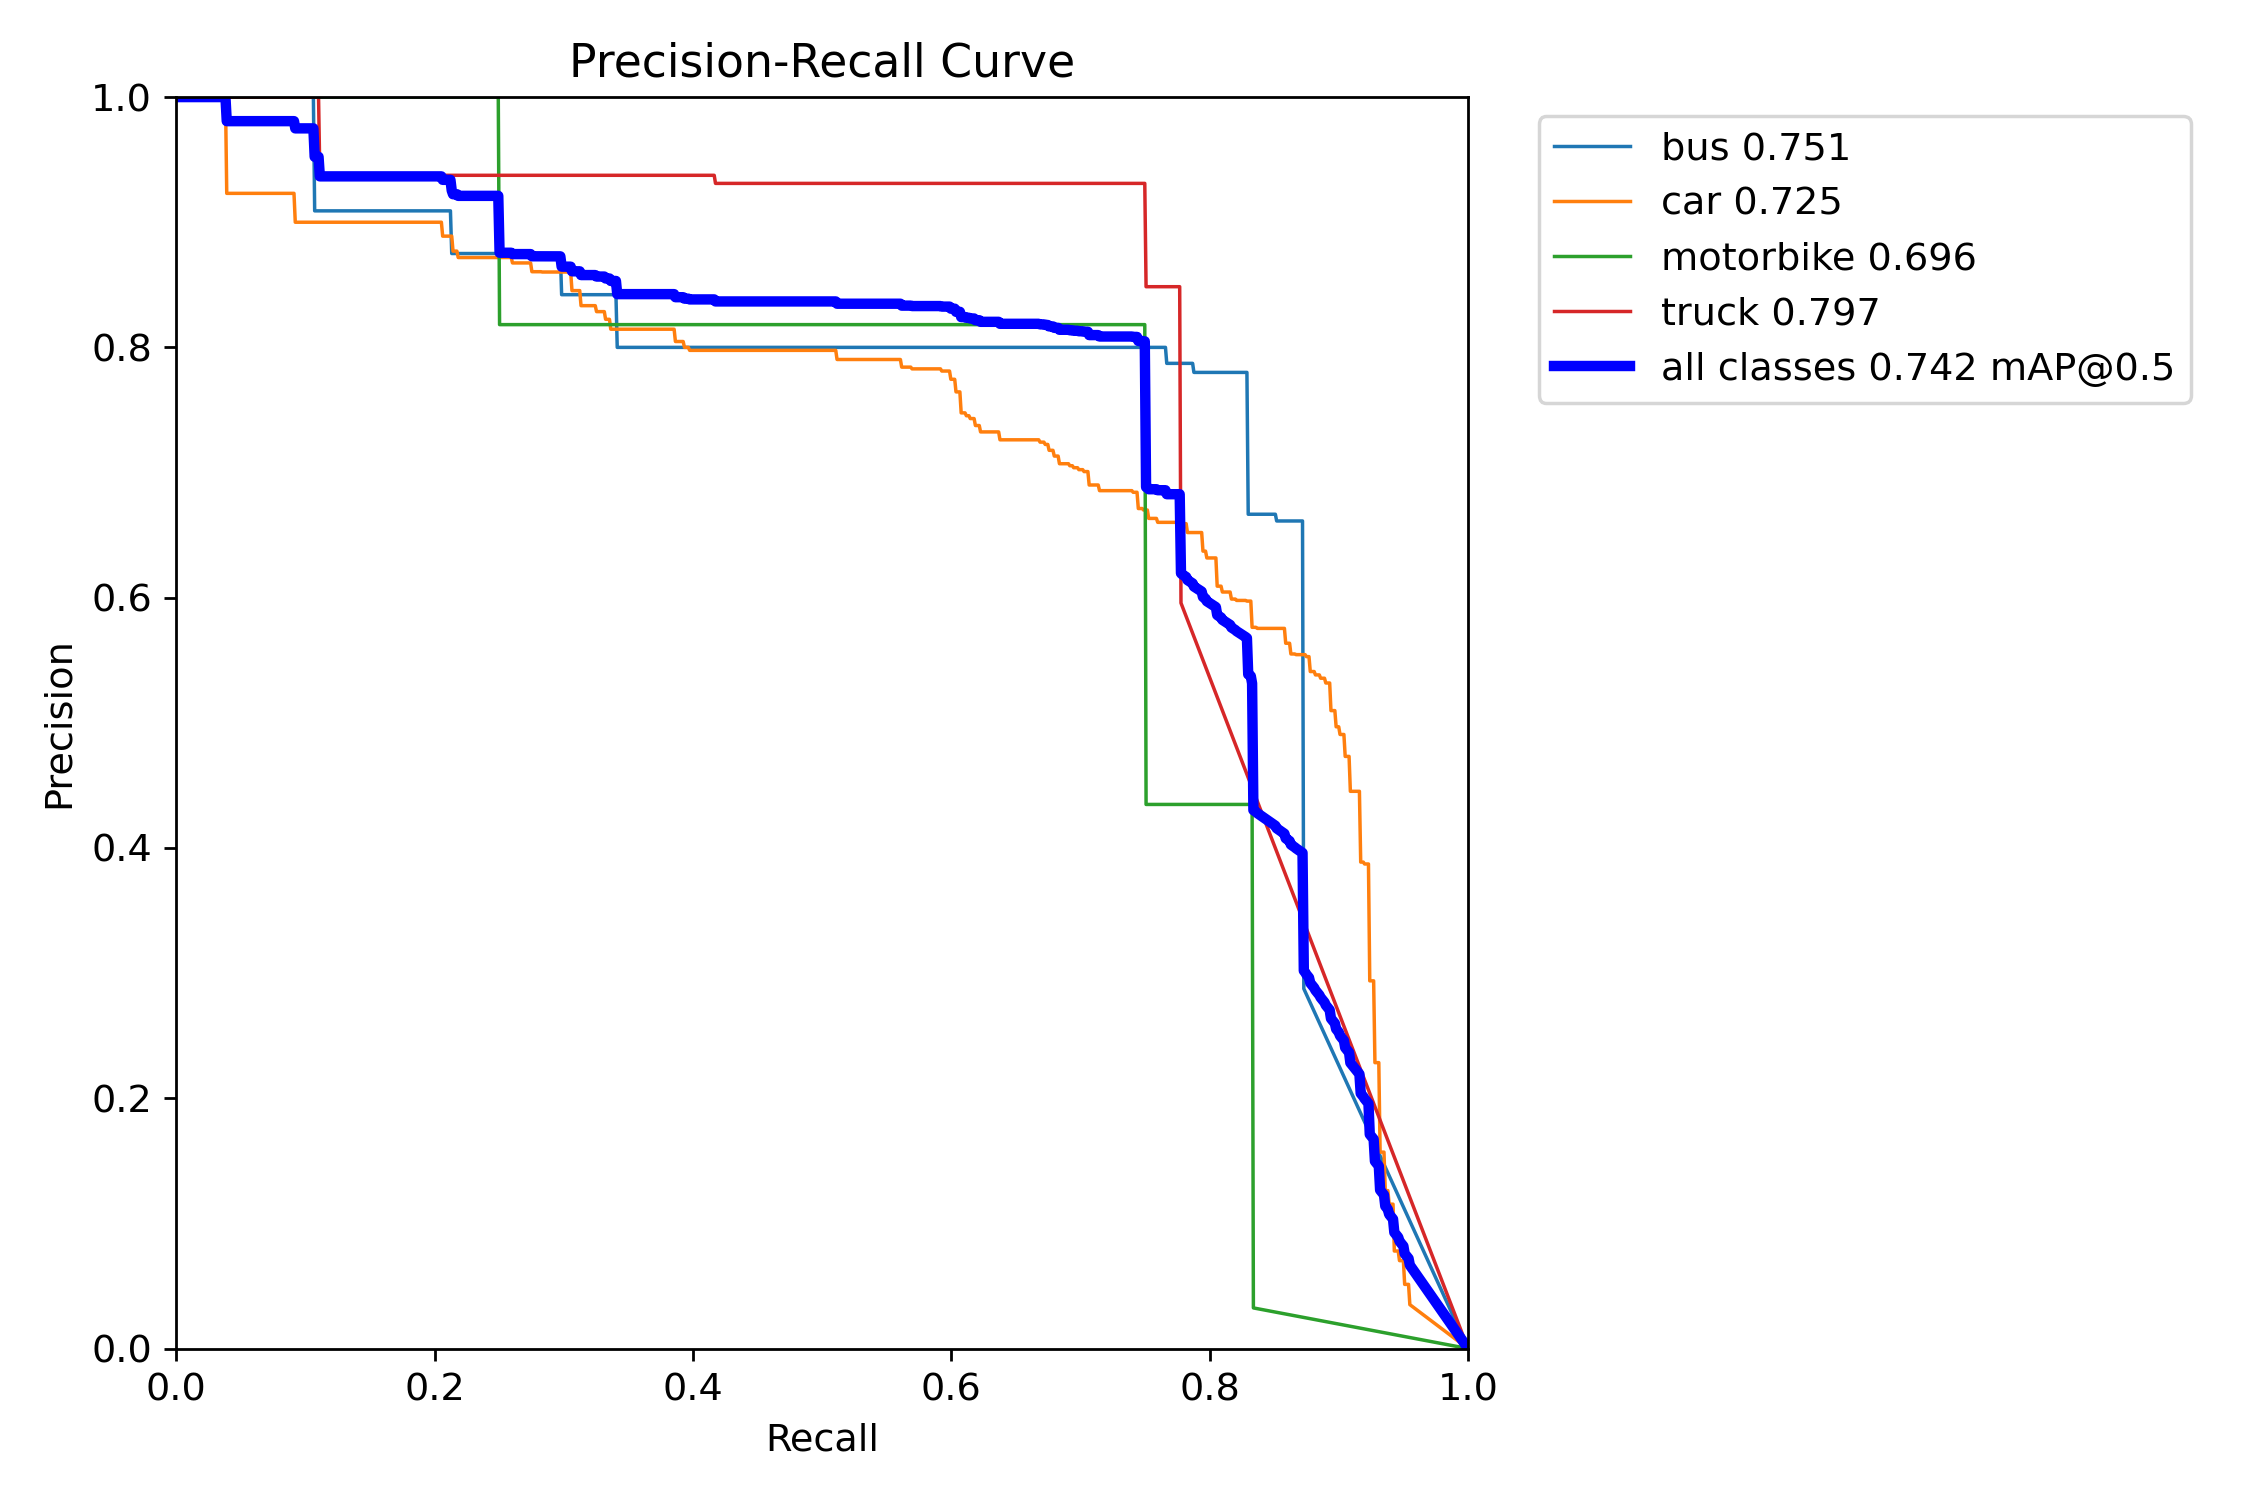 Precision-Recall Curve
1.0
0.8
0.6
0.4
0.2
0.0
Precision
0.0 0.2 0.4 0.6 0.8 1.0
Recall
bus 0.751
car 0.725
motorbike 0.696
truck 0.797
all classes 0.742 mAP@0.5